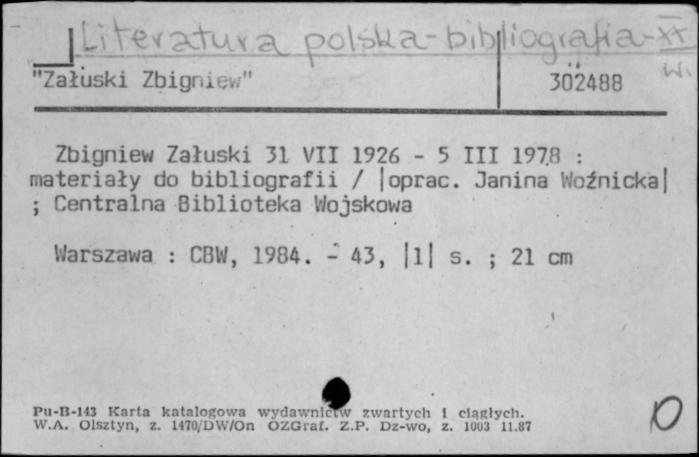 Literatura polska-bibliografia-XX
w.
"Załuski Zbigniew"
302488
Zbigniew Załuski 31 VII 1926 - 5 III 1978 :
materiały do bibliografii / |oprac. Janina Woźnicka|
; Centralna Biblioteka Wojskowa
Warszawa : CBW, 1984. - 43, |1| s. ; 21 cm
Pu-B-143 Karta katalogowa wydawnictw zwartych i ciągłych.
W.A. Olsztyn, z. 1470/DW/On OZGraf. Z.P. Dz-wo, z. 1003 11.87